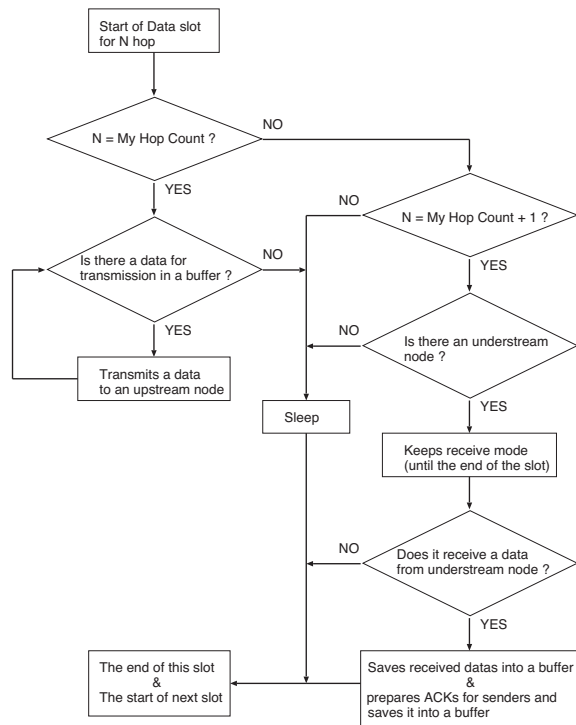 Start of Data slot
for N hop
N = My Hop Count ?
NO
YES
N = My Hop Count + 1 ?
NO
YES
Is there a data for
transmission in a buffer ?
NO
YES
Transmits a data
to an upstream node
Is there an understream
node ?
NO
YES
Sleep
Keeps receive mode
(until the end of the slot)
Does it receive a data
from understream node ?
NO
YES
The end of this slot
&
The start of next slot
Saves received datas into a buffer
&
prepares ACKs for senders and
saves it into a buffer